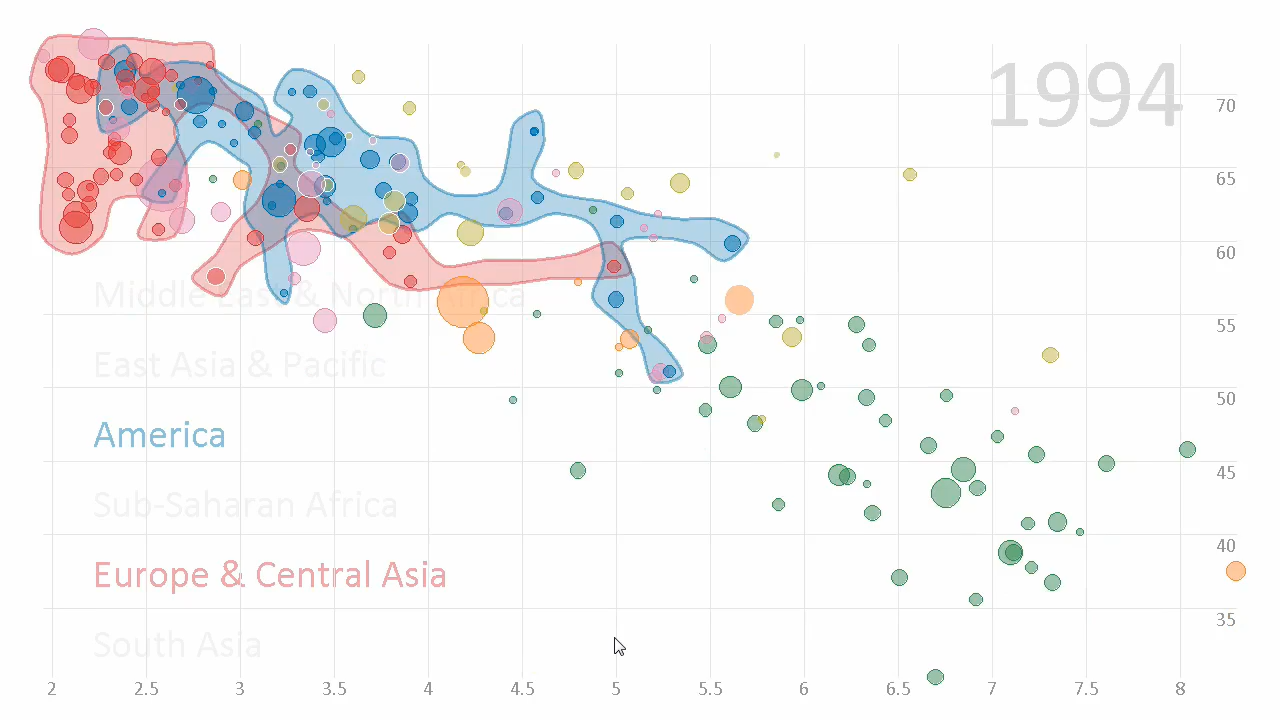 1994
70
65
60
Middle East & North Africa
55
East Asia & Pacific
50
America
45
Sub-Saharan Africa
40
Europe & Central Asia
35
South Asia
2 2.5 3 3.5 4 4.5 5 5.5 6 6.5 7 7.5 8